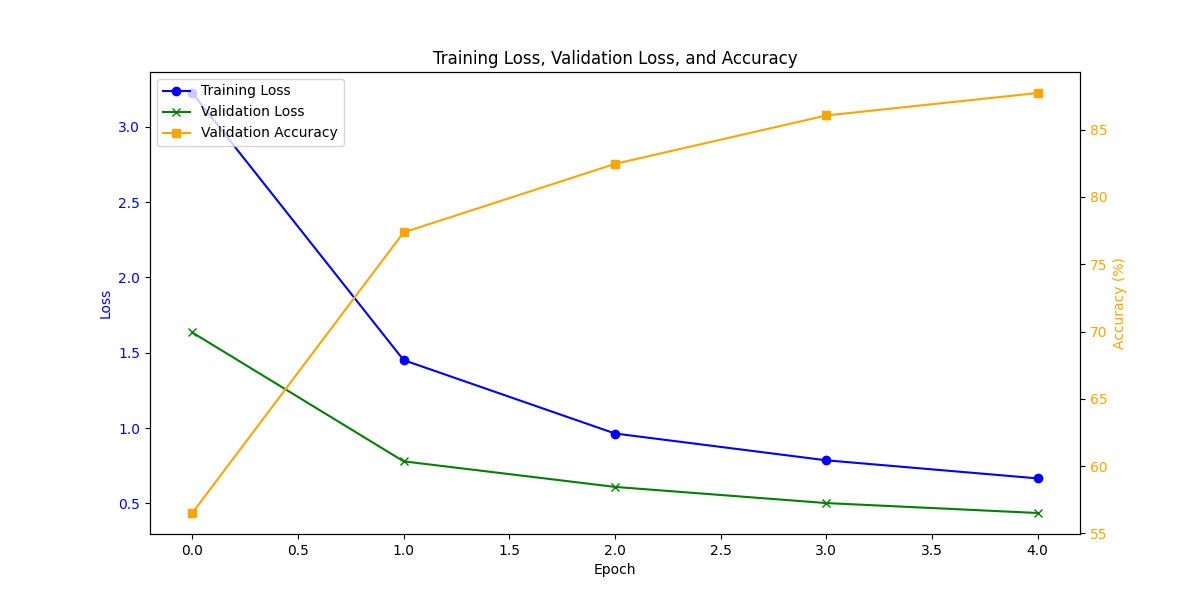 Training Loss, Validation Loss, and Accuracy
Training Loss
Validation Loss
Validation Accuracy
3.0
2.5
2.0
1.5
1.0
0.5
Loss
85
80
75
70
65
60
55
Accuracy (%)
0.0 0.5 1.0 1.5 2.0 2.5 3.0 3.5 4.0
Epoch